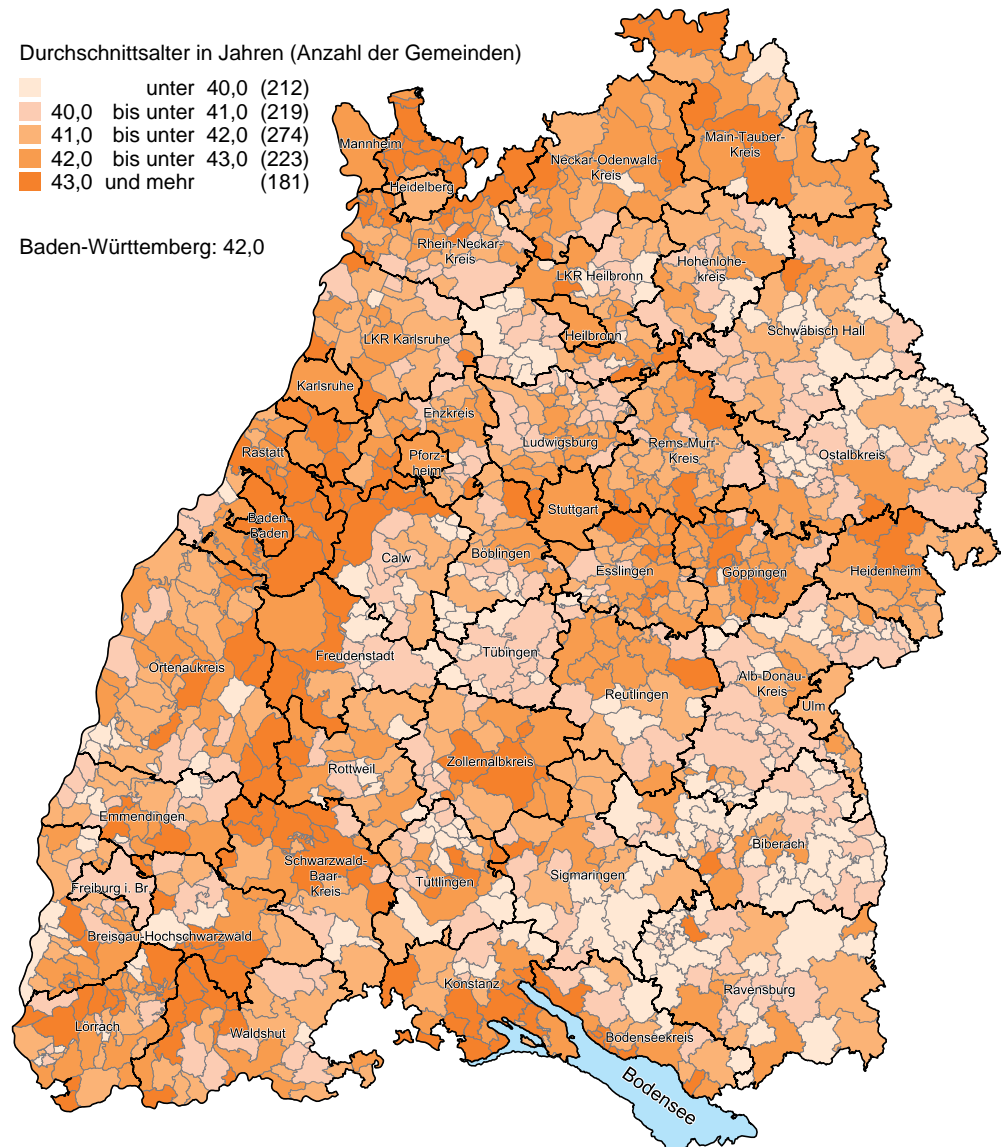 Durchschnittsalter in Jahren (Anzahl der Gemeinden)
unter 40,0 (212)
40,0 bis unter 41,0 (219)
41,0 bis unter 42,0 (274)
42,0 bis unter 43,0 (223)
43,0 und mehr (181)
Baden-Württemberg: 42,0
Mannheim
Heidelberg
Rhein-Neckar-
Kreis
Neckar-Odenwald-
Kreis
Main-Tauber-
Kreis
LKR Heilbronn
Hohenlohe-
kreis
Heilbronn
Schwäbisch Hall
LKR Karlsruhe
Karlsruhe
Enzkreis
Pforz-
heim
Ludwigsburg
Rems-Murr-
Kreis
Ostalbkreis
Rastatt
Baden-
Baden
Stuttgart
Calw
Böblingen
Esslingen
Göppingen
Heidenheim
Ortenaukreis
Freudenstadt
Tübingen
Reutlingen
Alb-Donau-
Kreis
Ulm
Rottweil
Zollernalbkreis
Emmendingen
Schwarzwald-
Baar-
Kreis
Tuttlingen
Sigmaringen
Biberach
Freiburg i. Br.
Breisgau-Hochschwarzwald
Konstanz
Ravensburg
Lörrach
Waldshut
Bodenseekreis
Bodensee